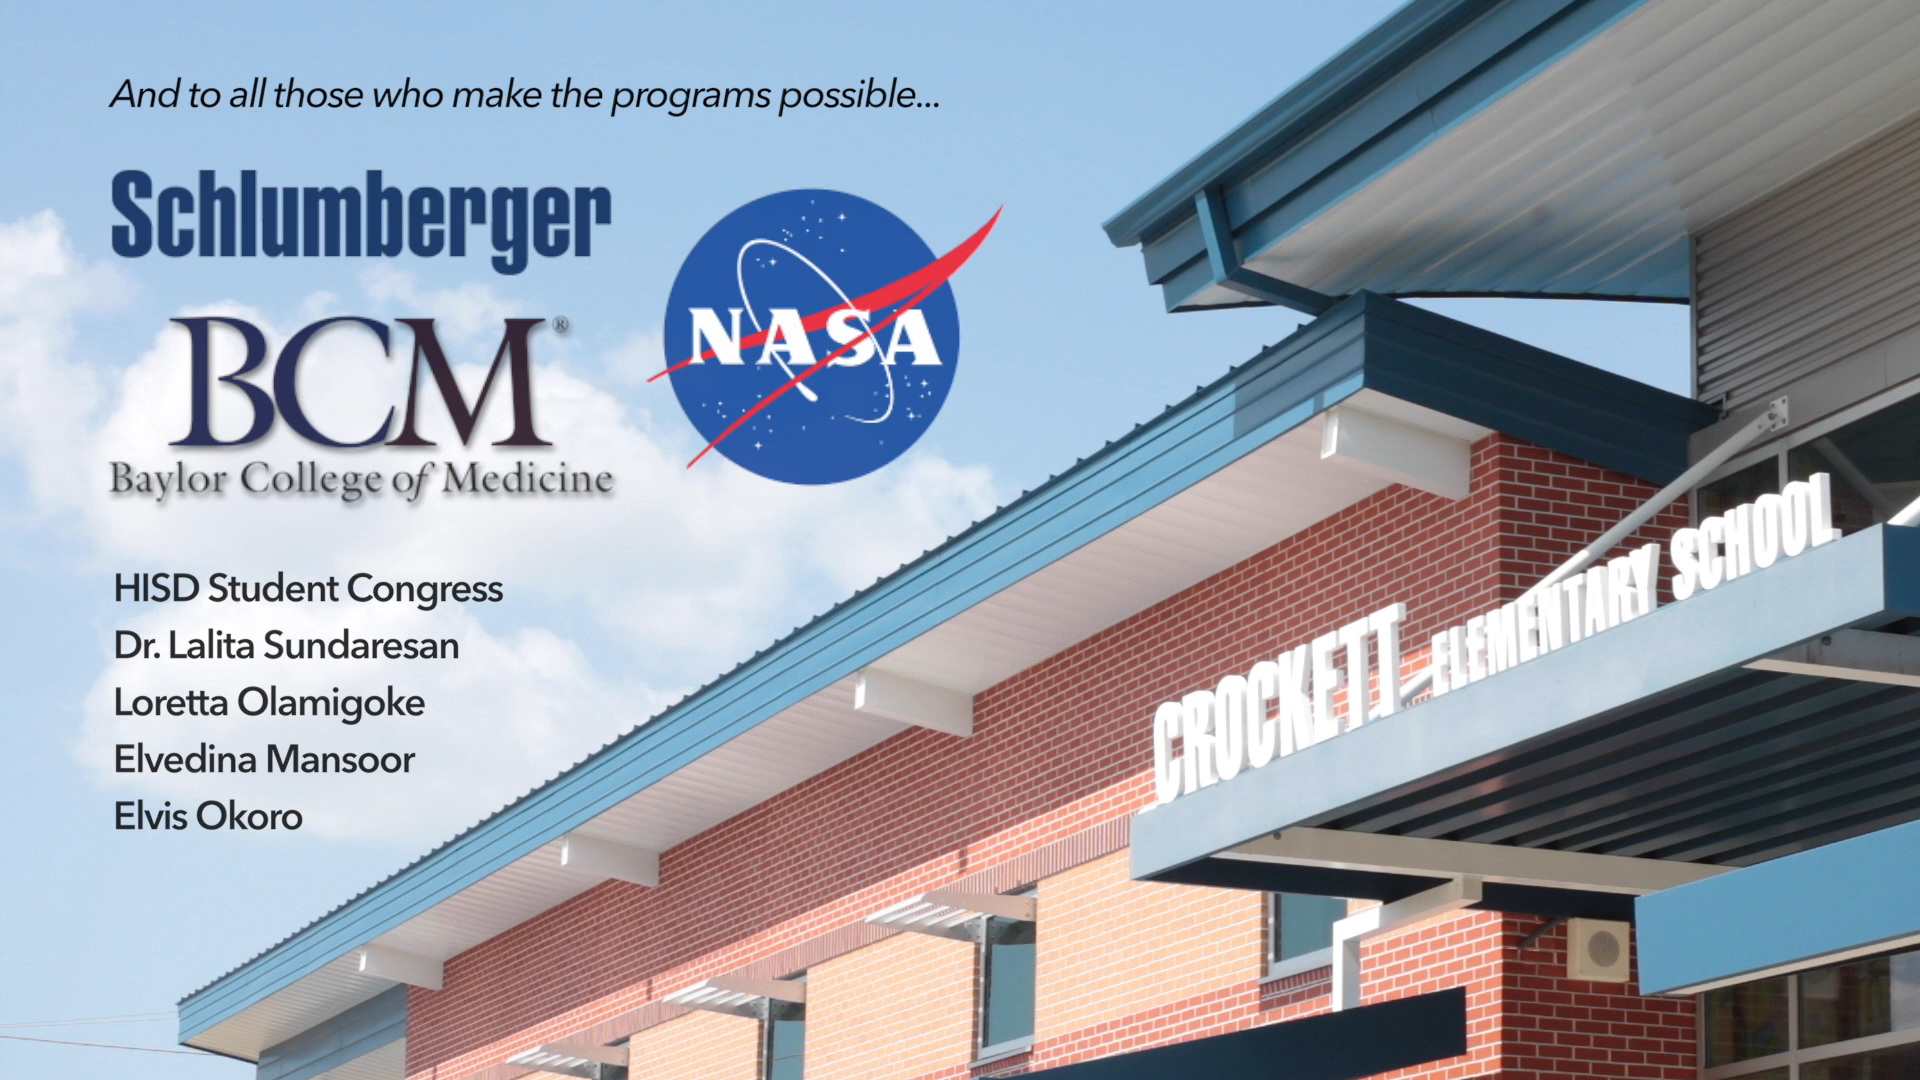 And to all those who make the programs possible...
Schlumberger
BCM®
Baylor College of Medicine
NASA
HISD Student Congress
Dr. Lalita Sundaresan
Loretta Olamigoke
Elvedina Mansoor
Elvis Okoro
CROCKETT ELEMENTARY SCHOOL